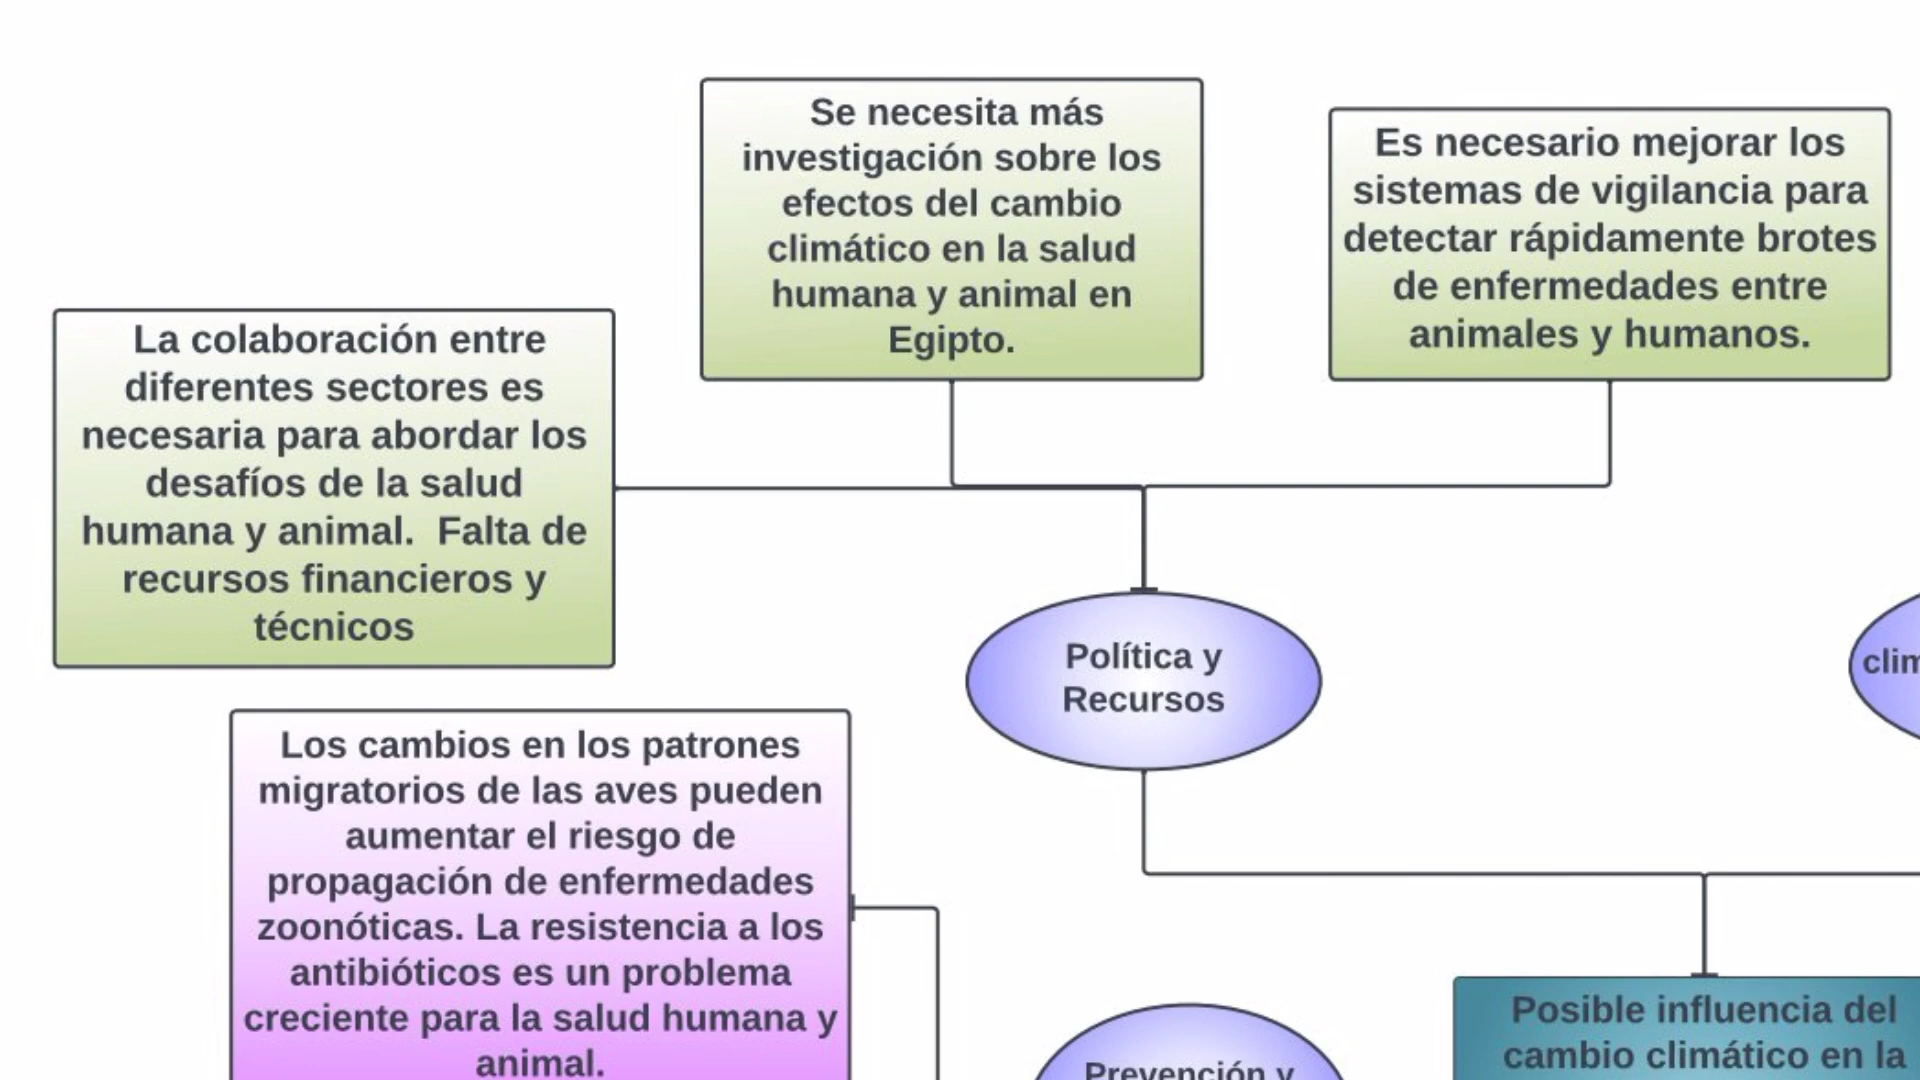 Se necesita más
investigación sobre los
efectos del cambio
climático en la salud
humana y animal en
Egipto.
Es necesario mejorar los
sistemas de vigilancia para
detectar rápidamente brotes
de enfermedades entre
animales y humanos.
La colaboración entre
diferentes sectores es
necesaria para abordar los
desafíos de la salud
humana y animal.  Falta de
recursos financieros y
técnicos
Política y
Recursos
Los cambios en los patrones
migratorios de las aves pueden
aumentar el riesgo de
propagación de enfermedades
zoonóticas. La resistencia a los
antibióticos es un problema
creciente para la salud humana y
animal.
Prevención y
Posible influencia del
cambio climático en la